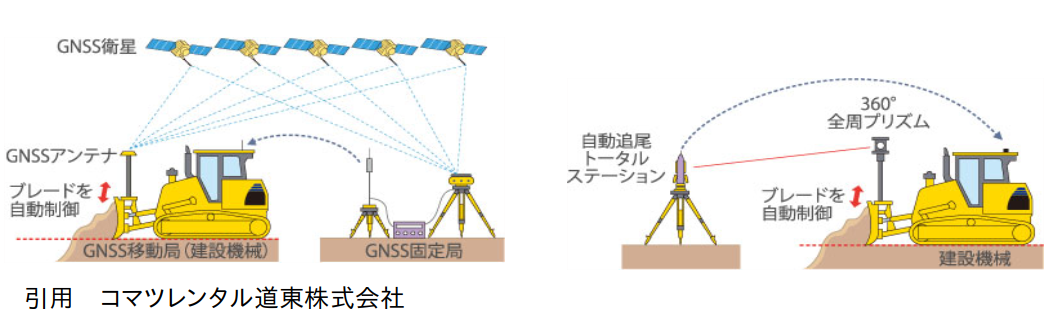 GNSS衛星
GNSSアンテナ
ブレードを
自動制御
GNSS移動局（建設機械）
GNSS固定局
引用　コマツレンタル道東株式会社
360°
全周プリズム
自動追尾
トータル
ステーション
ブレードを
自動制御
建設機械